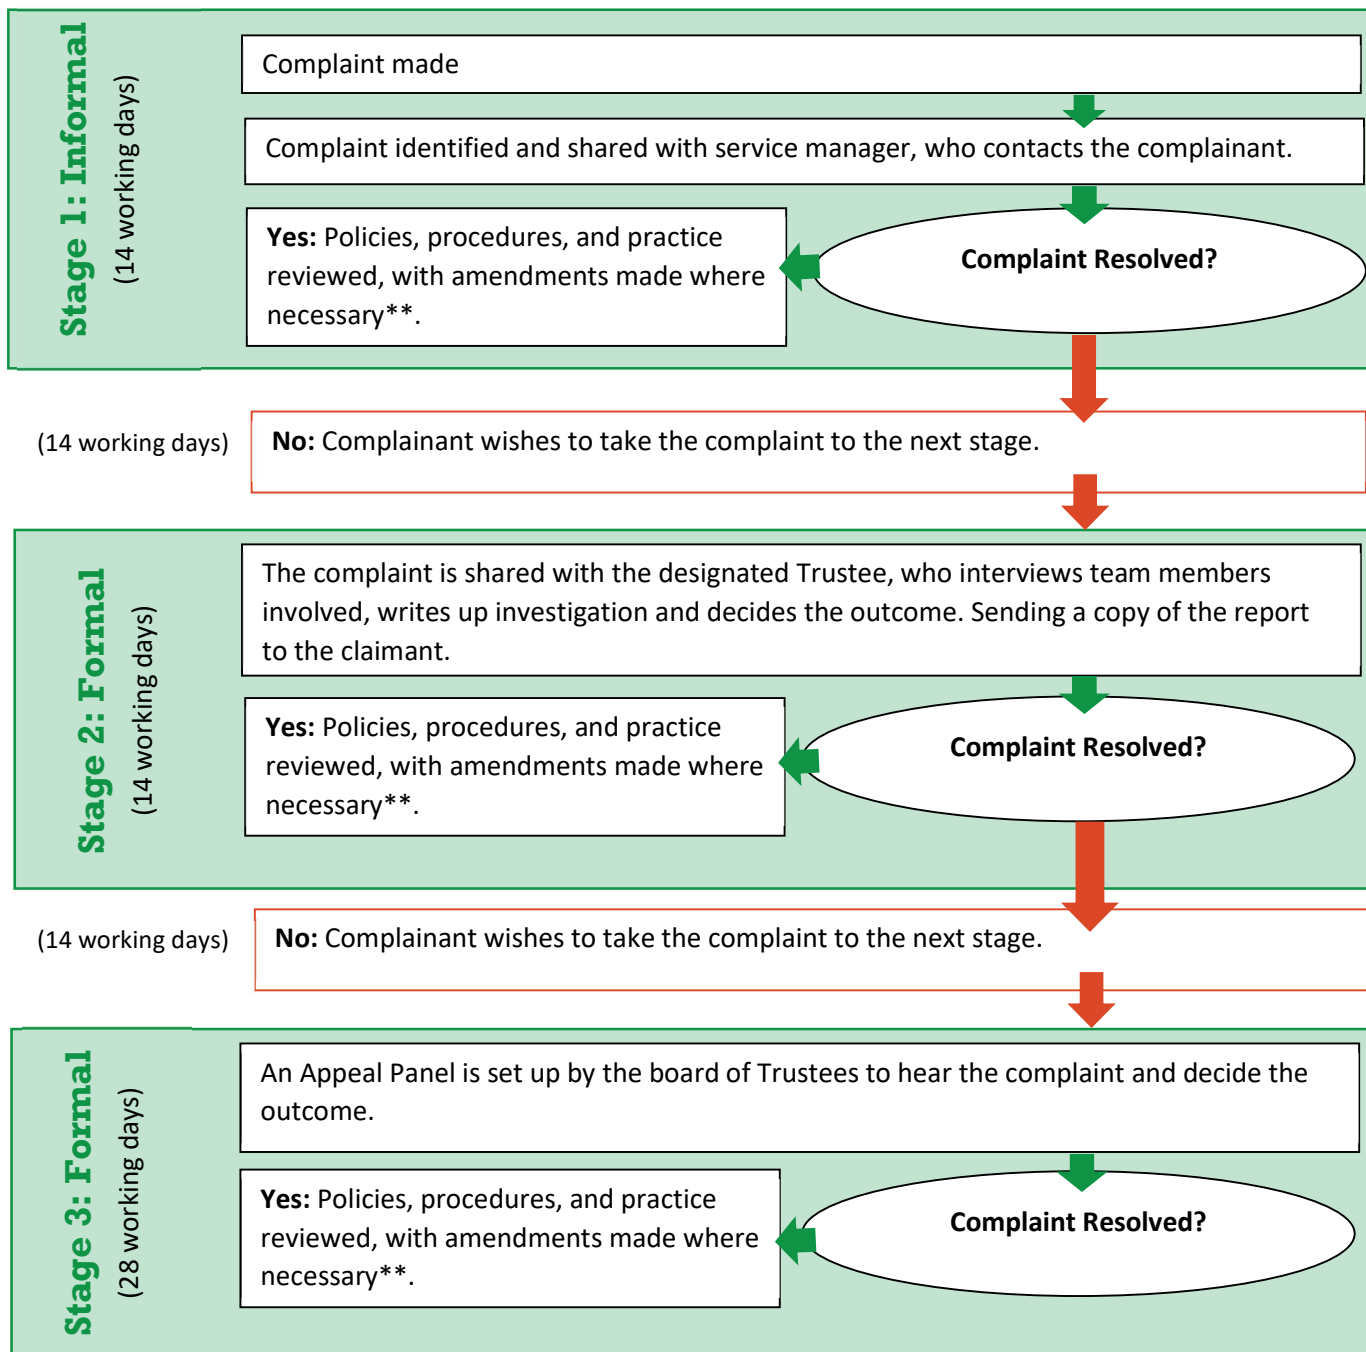 Stage 1: Informal
(14 working days)
Complaint made
Complaint identified and shared with service manager, who contacts the complainant.
Yes: Policies, procedures, and practice
reviewed, with amendments made where
necessary**.
Complaint Resolved?
(14 working days)
No: Complainant wishes to take the complaint to the next stage.
Stage 2: Formal
(14 working days)
The complaint is shared with the designated Trustee, who interviews team members
involved, writes up investigation and decides the outcome. Sending a copy of the report
to the claimant.
Yes: Policies, procedures, and practice
reviewed, with amendments made where
necessary**.
Complaint Resolved?
(14 working days)
No: Complainant wishes to take the complaint to the next stage.
Stage 3: Formal
(28 working days)
An Appeal Panel is set up by the board of Trustees to hear the complaint and decide the
outcome.
Yes: Policies, procedures, and practice
reviewed, with amendments made where
necessary**.
Complaint Resolved?